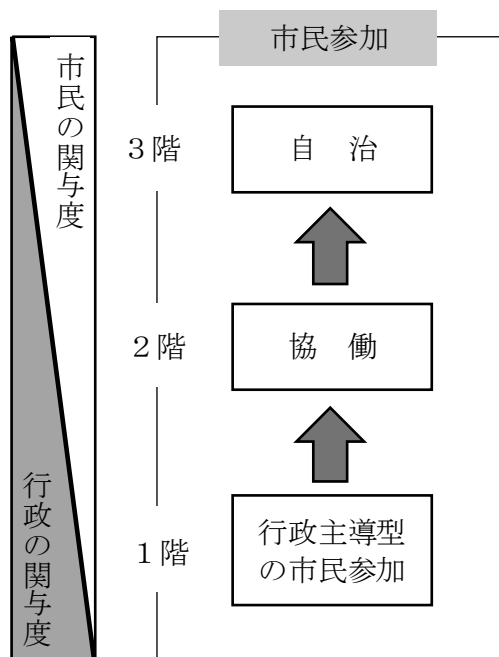 市民参加
市民の関与度
3階
自 治
2階
協 働
1階
行政主導型
の市民参加
行政の関与度